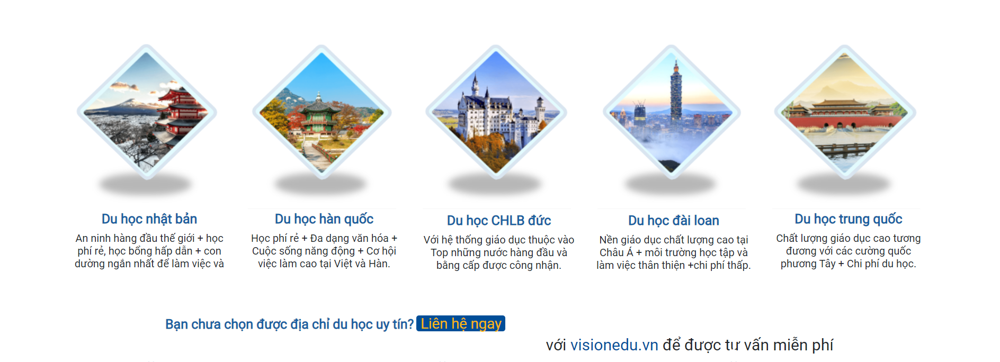 Du học nhật bản
An ninh hàng đầu thế giới + học
phí rẻ, học bổng hấp dẫn + con
dường ngắn nhất để làm việc và
Du học hàn quốc
Học phí rẻ + Đa dạng văn hóa +
Cuộc sống năng động + Cơ hội
việc làm cao tại Việt và Hàn.
Du học CHLB đức
Với hệ thống giáo dục thuộc vào
Top những nước hàng đầu và
bằng cấp được công nhận.
Du học đài loan
Nền giáo dục chất lượng cao tại
Châu Á + môi trường học tập và
làm việc thân thiện +chi phí thấp.
Du học trung quốc
Chất lượng giáo dục cao tương
đương với các cường quốc
phương Tây + Chi phí du học.
Bạn chưa chọn được địa chỉ du học uy tín? Liên hệ ngay
với visionedu.vn để được tư vấn miễn phí